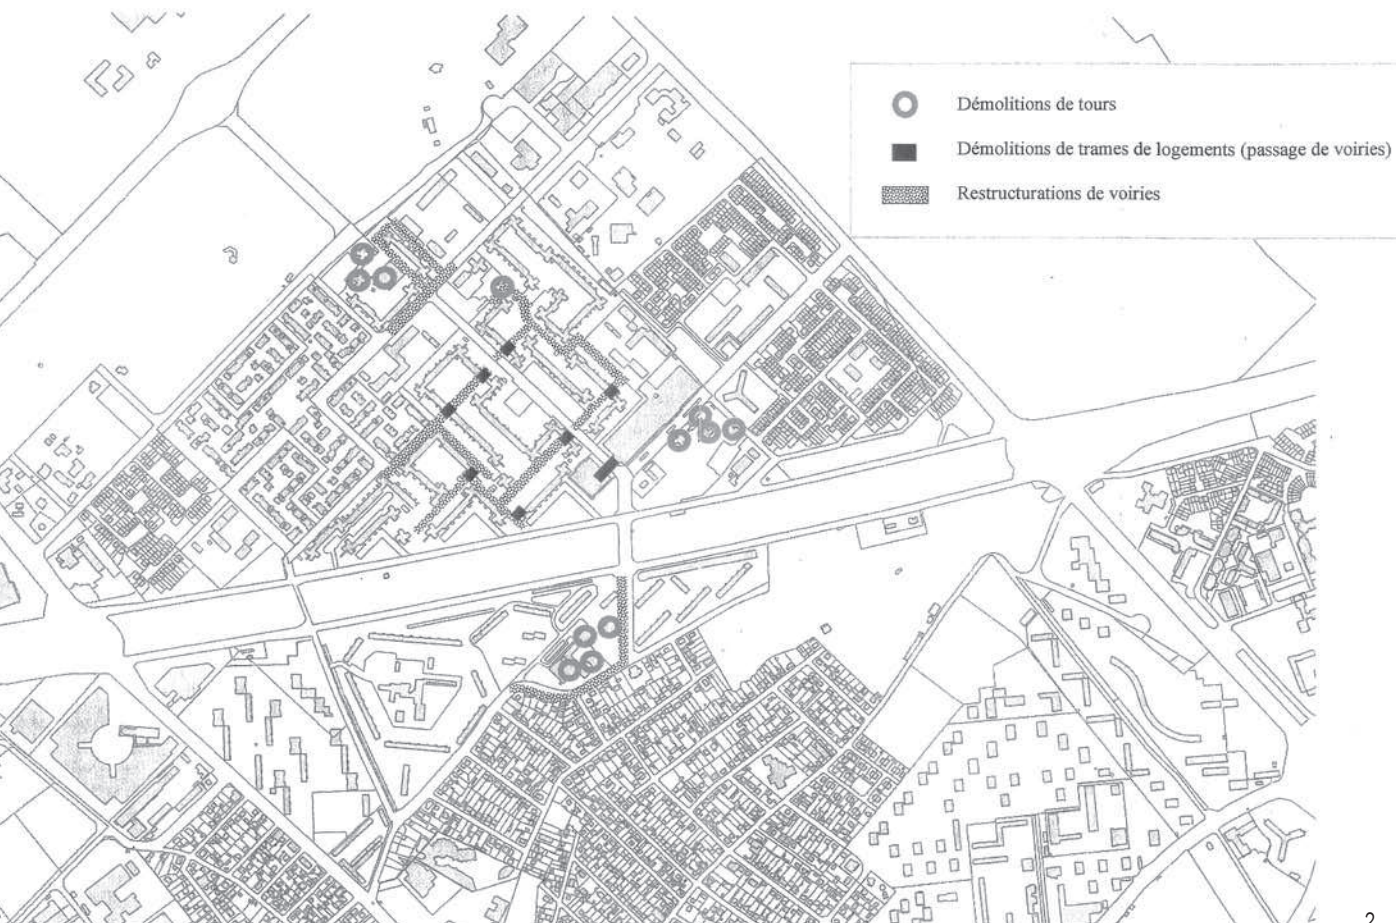 Démolitions de tours
Démolitions de trames de logements (passage de voiries)
Restructurations de voiries
2